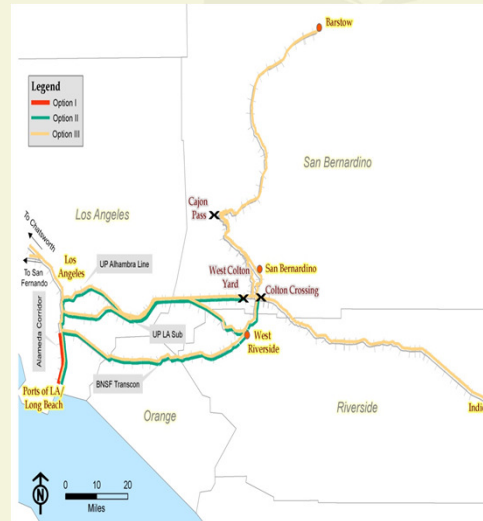 Barstow
Legend
Option I
Option II
Option III
San Bernardino
Cajon
Pass
Los Angeles
To Chatsworth
To San
Fernando
Los
Angeles
UP Alhambra Line
West Colton
Yard
San Bernardino
Colton Crossing
Alameda Corridor
UP LA Sub
West
Riverside
BNSF Transcon
Ports of LA/
Long Beach
Orange
Riverside
Indi
N
0 10 20
Miles